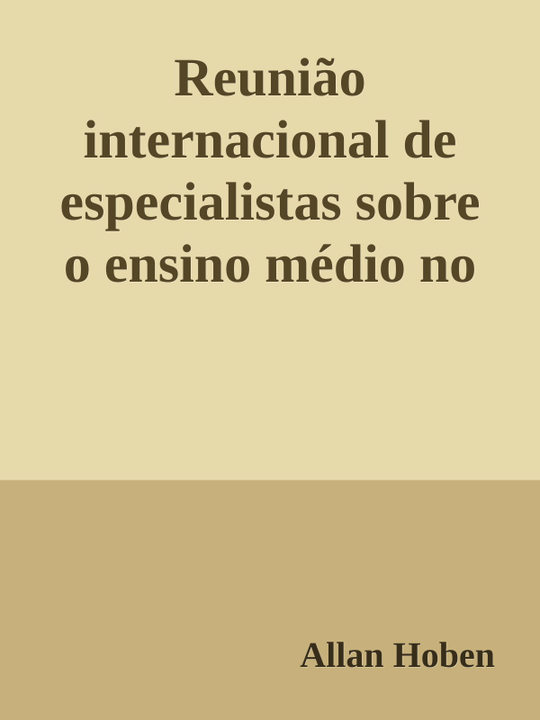 Reunião
internacional de
especialistas sobre
o ensino médio no
Allan Hoben